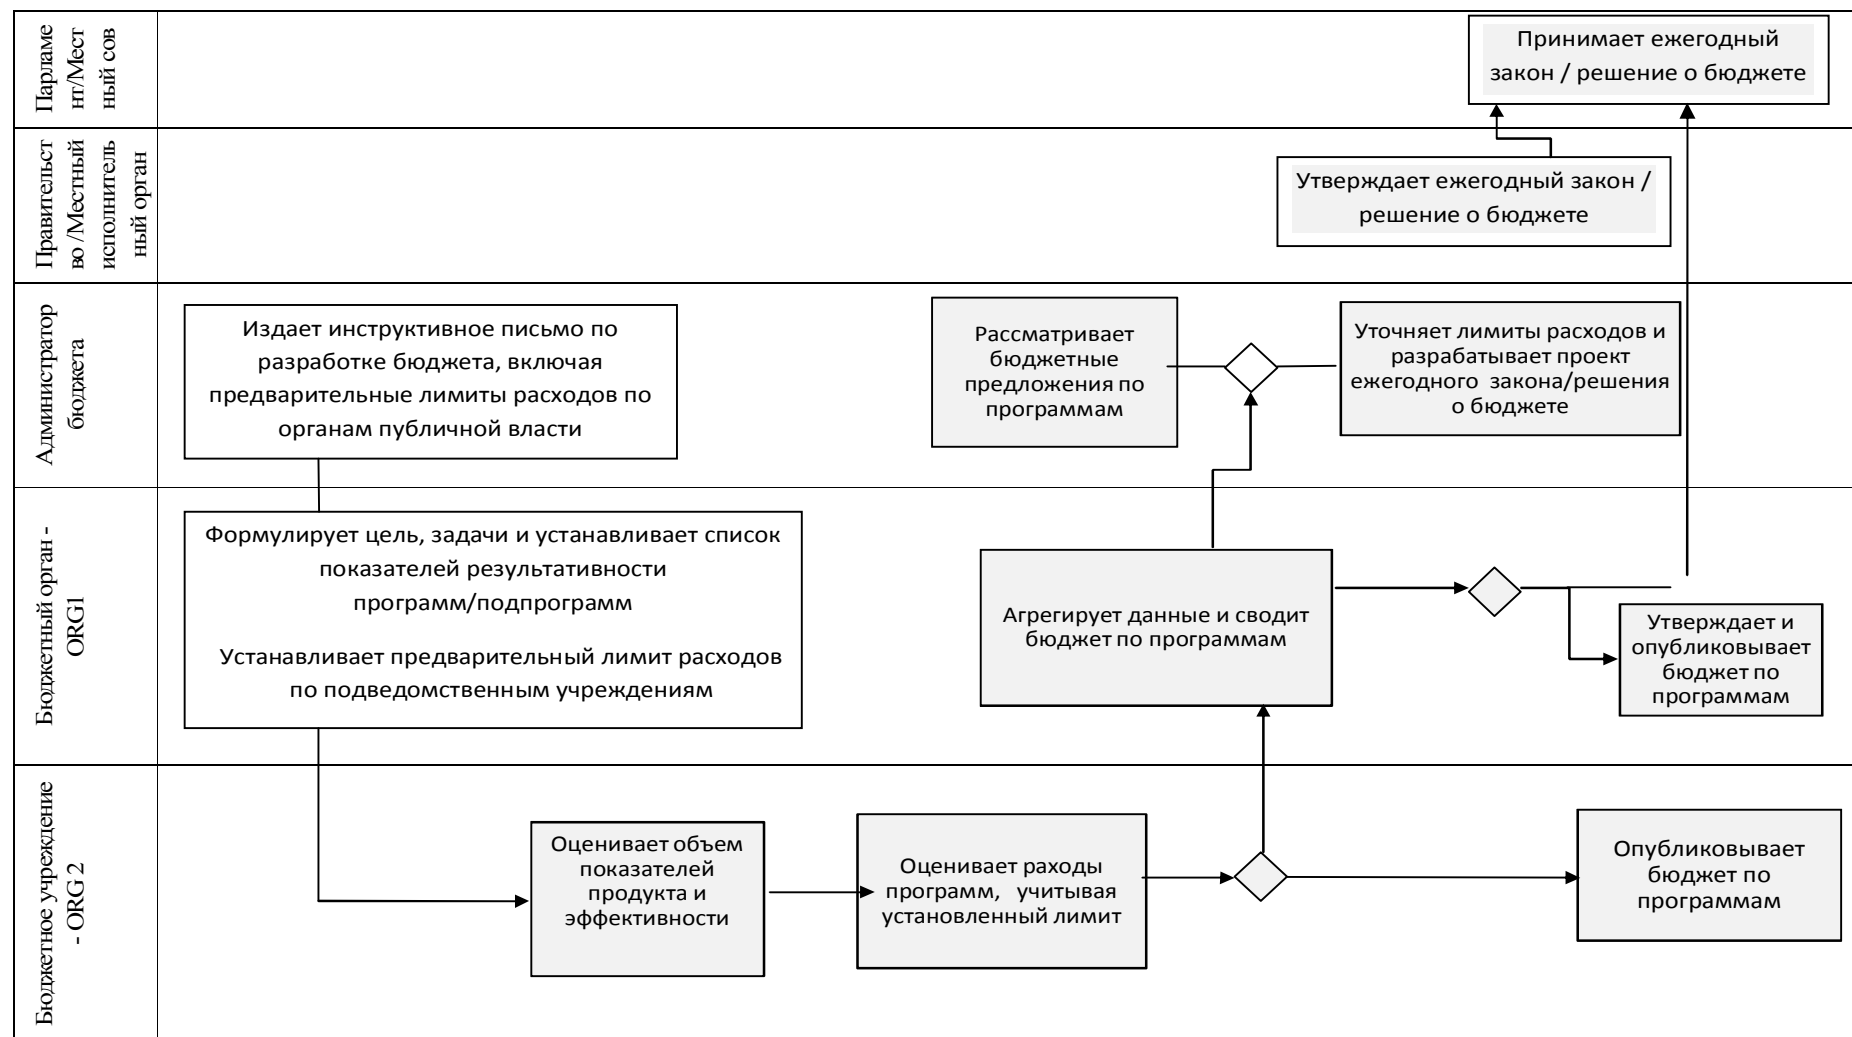 Парламе
нт/Мест
ный сов
Принимает ежегодный
закон / решение о бюджете
Правительст
во /Местный
исполнитель
ный орган
Утверждает ежегодный закон /
решение о бюджете
Администратор
бюджета
Издает инструктивное письмо по
разработке бюджета, включая
предварительные лимиты расходов по
органам публичной власти
Рассматривает
бюджетные
предложения по
программам
Уточняет лимиты расходов и
разрабатывает проект
ежегодного закона/решения
о бюджете
Бюджетный орган -
ORG1
Формулирует цель, задачи и устанавливает список
показателей результативности
программ/подпрограмм
Устанавливает предварительный лимит расходов
по подведомственным учреждениям
Агрегирует данные и сводит
бюджет по программам
Утверждает и
опубликовывает
бюджет по
программам
Бюджетное учреждение
- ORG 2
Оценивает объем
показателей
продукта и
эффективности
Оценивает раходы
программ, учитывая
установленный лимит
Опубликовывает
бюджет по
программам